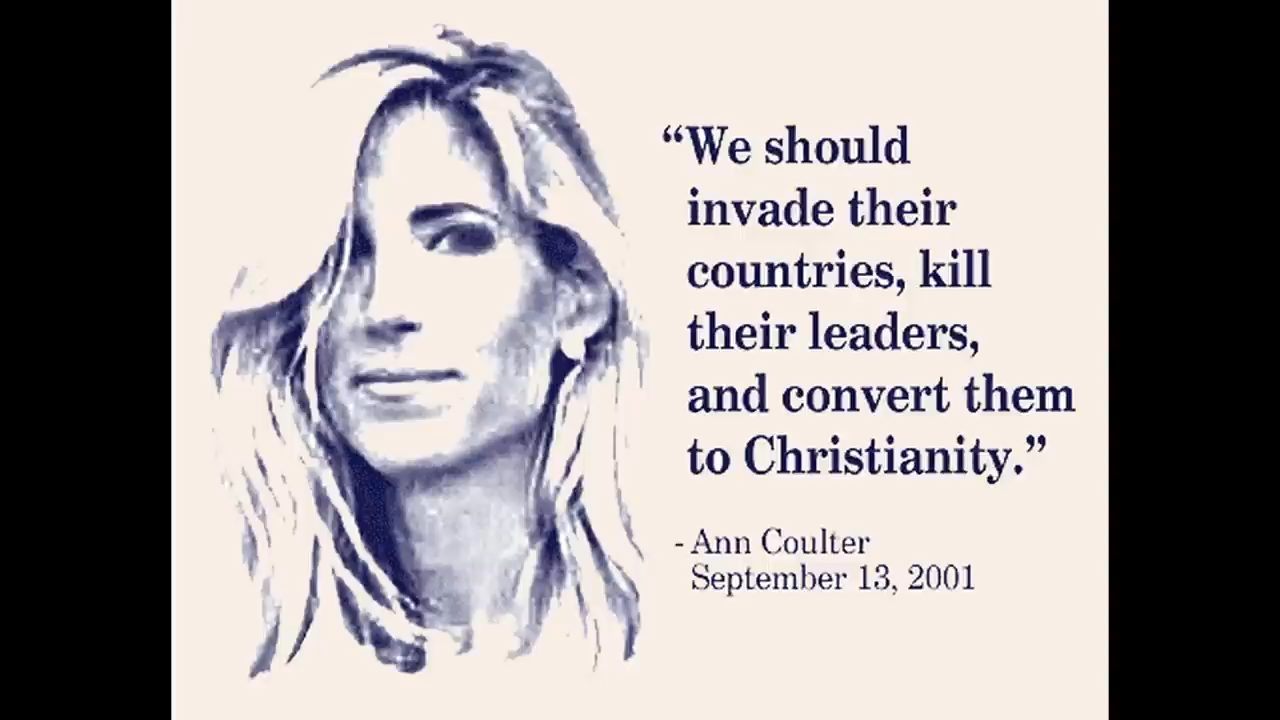 “We should
invade their
countries, kill
their leaders,
and convert them
to Christianity.”
- Ann Coulter
September 13, 2001